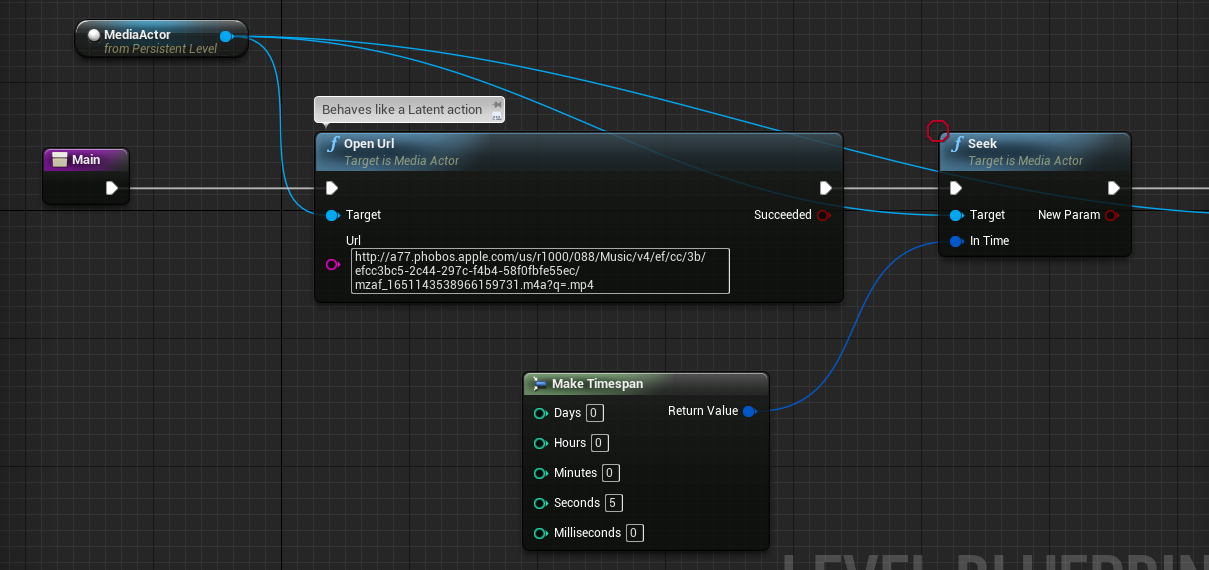 MediaActor
from Persistent Level
Behaves like a Latent action
Main
Open Url
Target is Media Actor
Target
Succeeded
Url
http://a77.phobos.apple.com/us/r1000/088/Music/v4/ef/cc/3b/
efcc3bc5-2c44-297c-f4b4-58f0fbfe55ec/
mzaf_1651143538966159731.m4a?q=.mp4
Seek
Target is Media Actor
Target
New Param
In Time
Make Timespan
Days 0
Return Value
Hours 0
Minutes 0
Seconds 5
Milliseconds 0
LEVEL